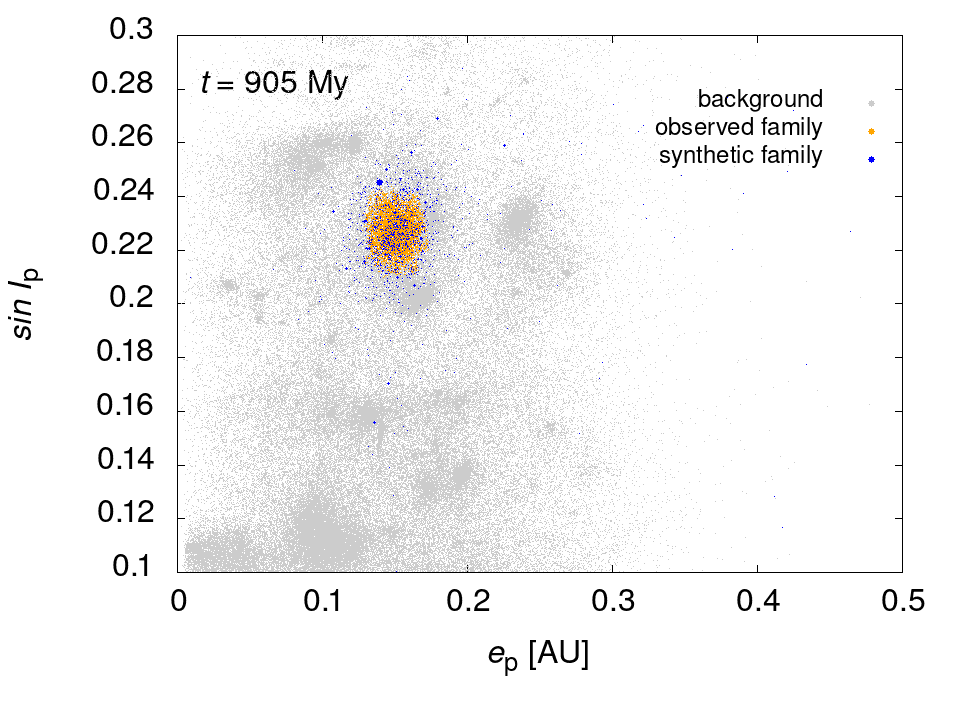 0.3
0.28
0.26
0.24
0.22
0.2
0.18
0.16
0.14
0.12
0.1
sin Ip
t = 905 My
background
observed family
synthetic family
0 0.1 0.2 0.3 0.4 0.5
ep [AU]